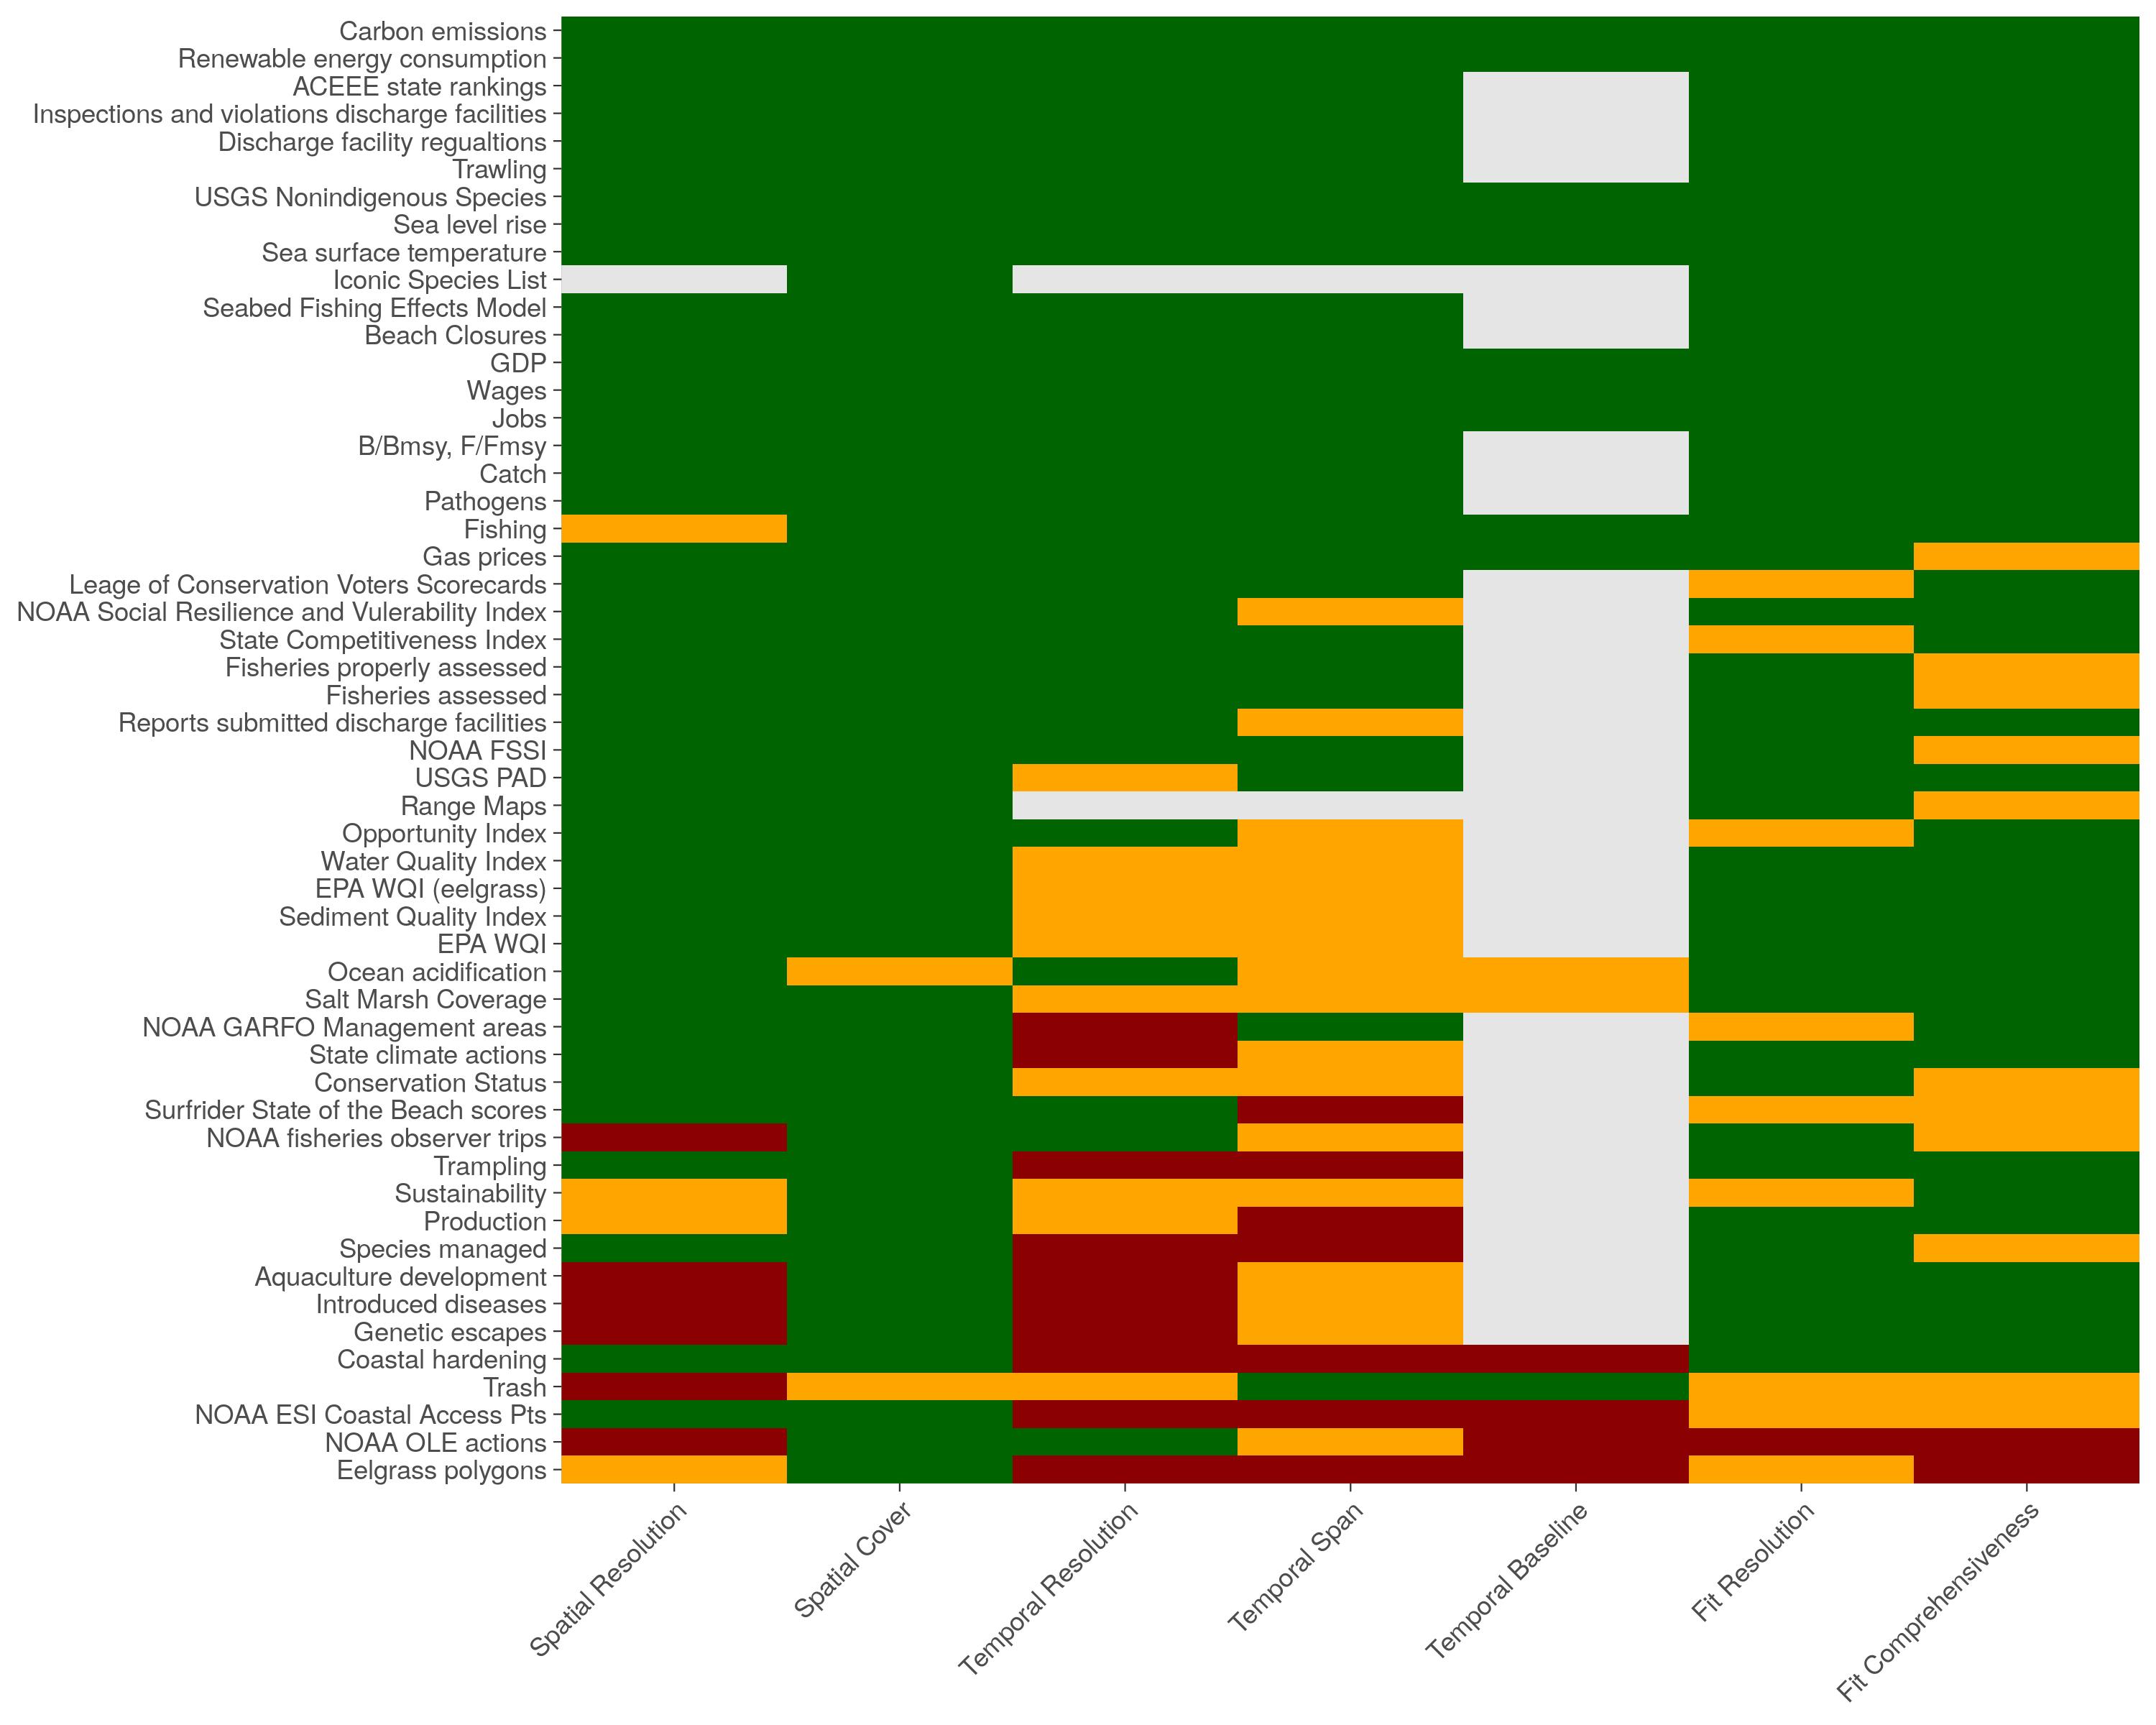 Carbon emissions
Renewable energy consumption
ACEEE state rankings
Inspections and violations discharge facilities
Discharge facility regualtions
Trawling
USGS Nonindigenous Species
Sea level rise
Sea surface temperature
Iconic Species List
Seabed Fishing Effects Model
Beach Closures
GDP
Wages
Jobs
B/Bmsy, F/Fmsy
Catch
Pathogens
Fishing
Gas prices
Leage of Conservation Voters Scorecards
NOAA Social Resilience and Vulerability Index
State Competitiveness Index
Fisheries properly assessed
Fisheries assessed
Reports submitted discharge facilities
NOAA FSSI
USGS PAD
Range Maps
Opportunity Index
Water Quality Index
EPA WQI (eelgrass)
Sediment Quality Index
EPA WQI
Ocean acidification
Salt Marsh Coverage
NOAA GARFO Management areas
State climate actions
Conservation Status
Surfrider State of the Beach scores
NOAA fisheries observer trips
Trampling
Sustainability
Production
Species managed
Aquaculture development
Introduced diseases
Genetic escapes
Coastal hardening
Trash
NOAA ESI Coastal Access Pts
NOAA OLE actions
Eelgrass polygons
Spatial Resolution
Spatial Cover
Temporal Resolution
Temporal Span
Temporal Baseline
Fit Resolution
Fit Comprehensiveness